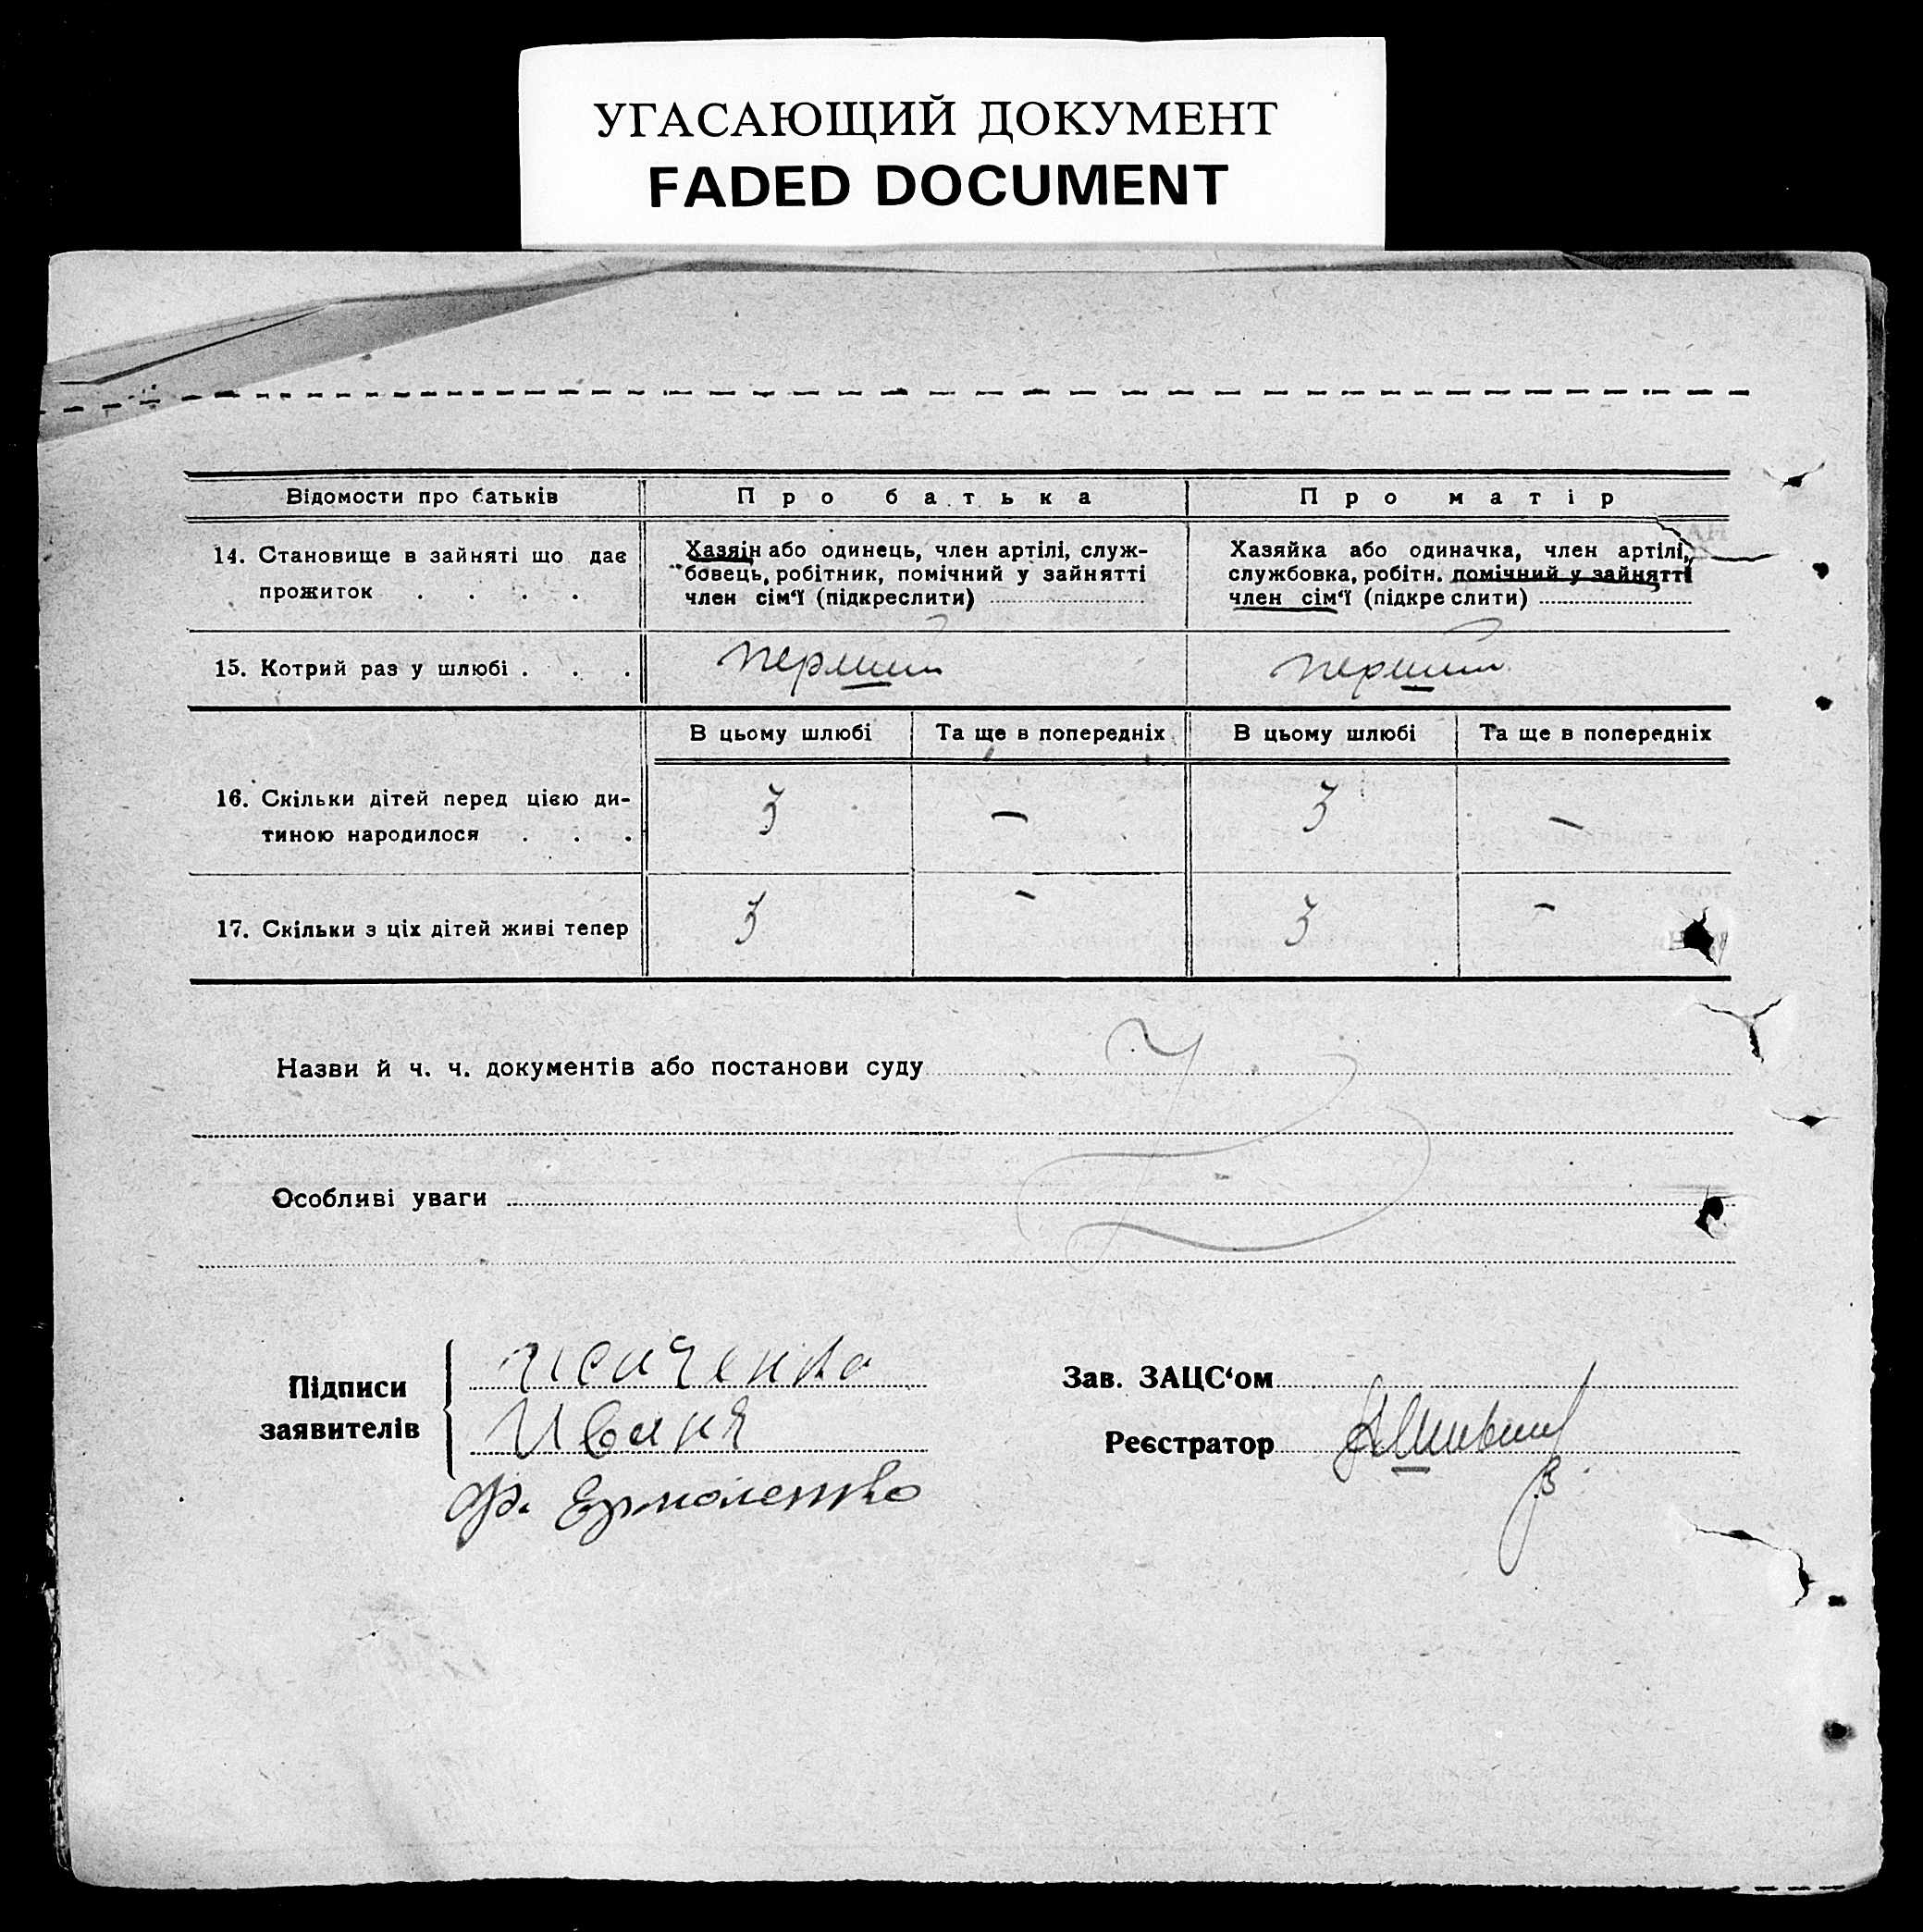 УГАСАЮЩИЙ ДОКУМЕНТ
FADED DOCUMENT
Відомости про батьків
Про батька
Про матір
14. Становище в зайняті що дає
прожиток . . . .
Хазяїн або одинець, член артілі, служ-
бовець, робітник, помічний у зайнятті
член сім‘ї (підкреслити)
Хазяйка або одиначка, член артілі,
службовка, робітн. помічний у зайнятті
член сім‘ї (підкреслити)
15. Котрий раз у шлюбі . . .
перший
перший
В цьому шлюбі
Та ще в попередніх
В цьому шлюбі
Та ще в попередніх
16. Скільки дітей перед цією ди-
тиною народилося . . .
3
—
3
—
17. Скільки з ціх дітей живі тепер
3
—
3
—
Назви й ч. ч. документів або постанови суду
Особливі уваги
Підписи
заявителів
Исиченко
Ивана
Ф. Ермоленко
Зав. ЗАЦС‘ом
Реєстратор